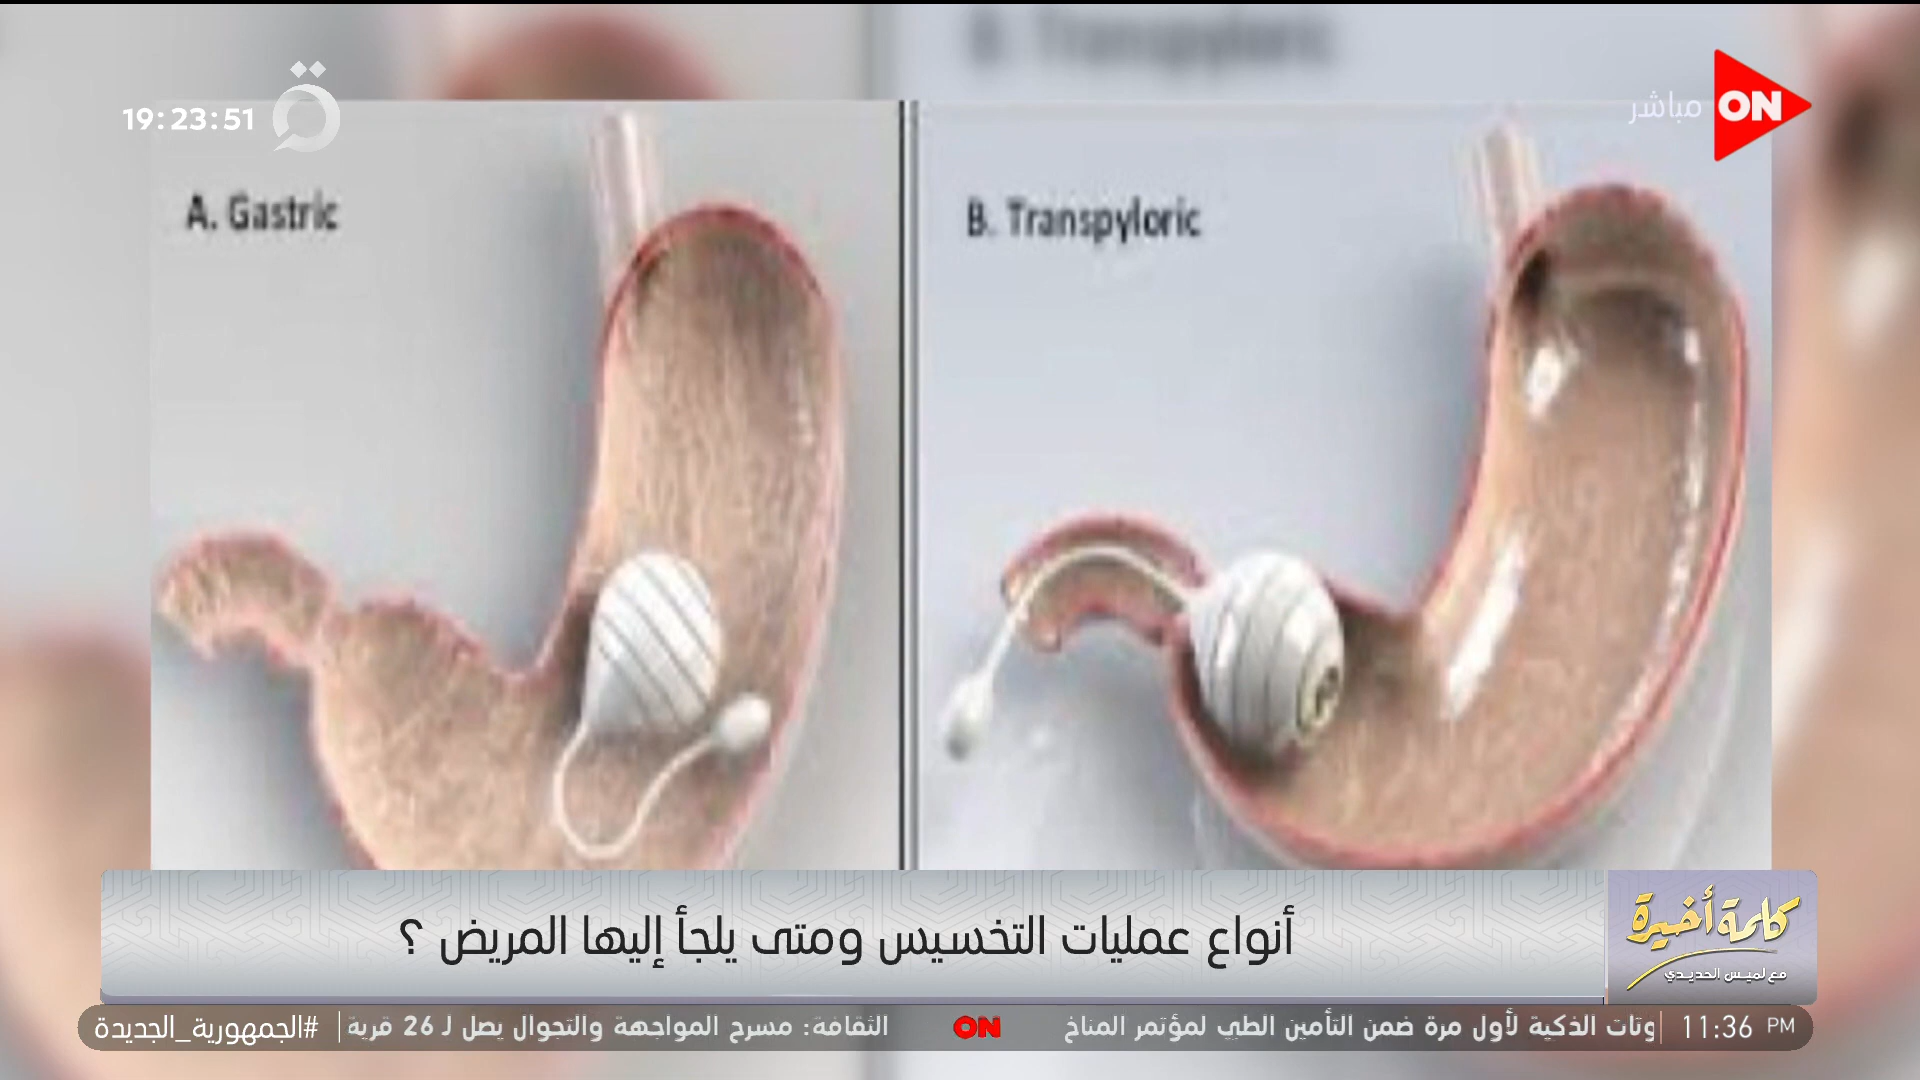 B. Transpyloric
19:23:51
مباشر
ON
A. Gastric
B. Transpyloric
أنواع عمليات التخسيس ومتى يلجأ إليها المريض ؟
كلمة أخيرة
مع لميس الحديدي
#الجمهورية_الجديدة
الثقافة: مسرح المواجهة والتجوال يصل لـ 26 قرية
ON
الذكية لأول مرة ضمن التأمين الطبي لمؤتمر المناخ
11:36 PM